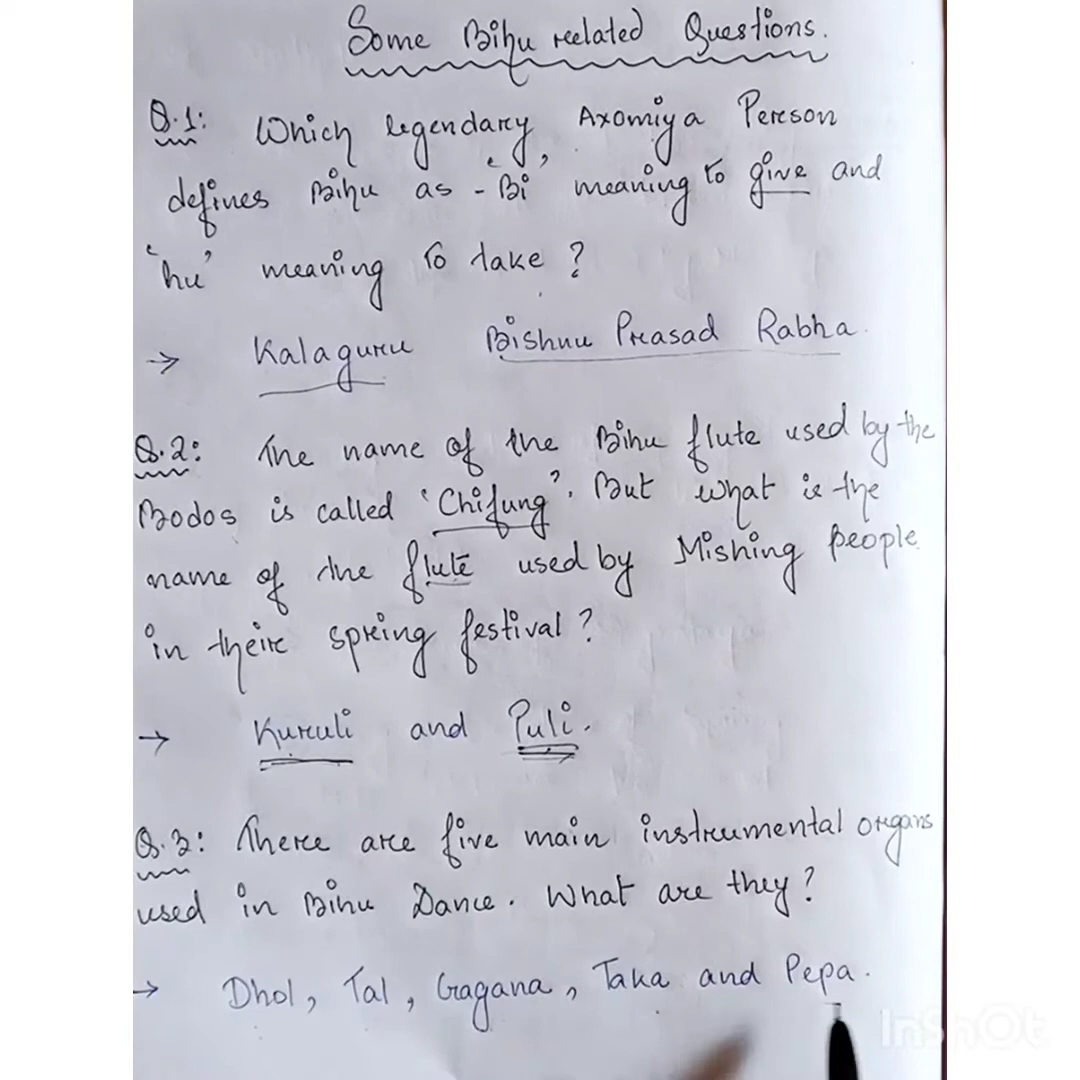 Some Bihu related Questions.
Q.1: Which legendary, Axomiya Person
defines Bihu as - 'Bi' meaning to give and
'hu' meaning to take ?
→ Kalaguru Bishnu Prasad Rabha.
Q.2: The name of the Bihu flute used by the
Bodos is called 'Chifung'. But what is the
name of the flute used by Mishing people
in their spring festival ?
→ Kuruli and Puli.
Q.3: There are five main instrumental organs
used in Bihu Dance. What are they ?
→ Dhol, Tal, Gagana, Taka and Pepa.
InShOt